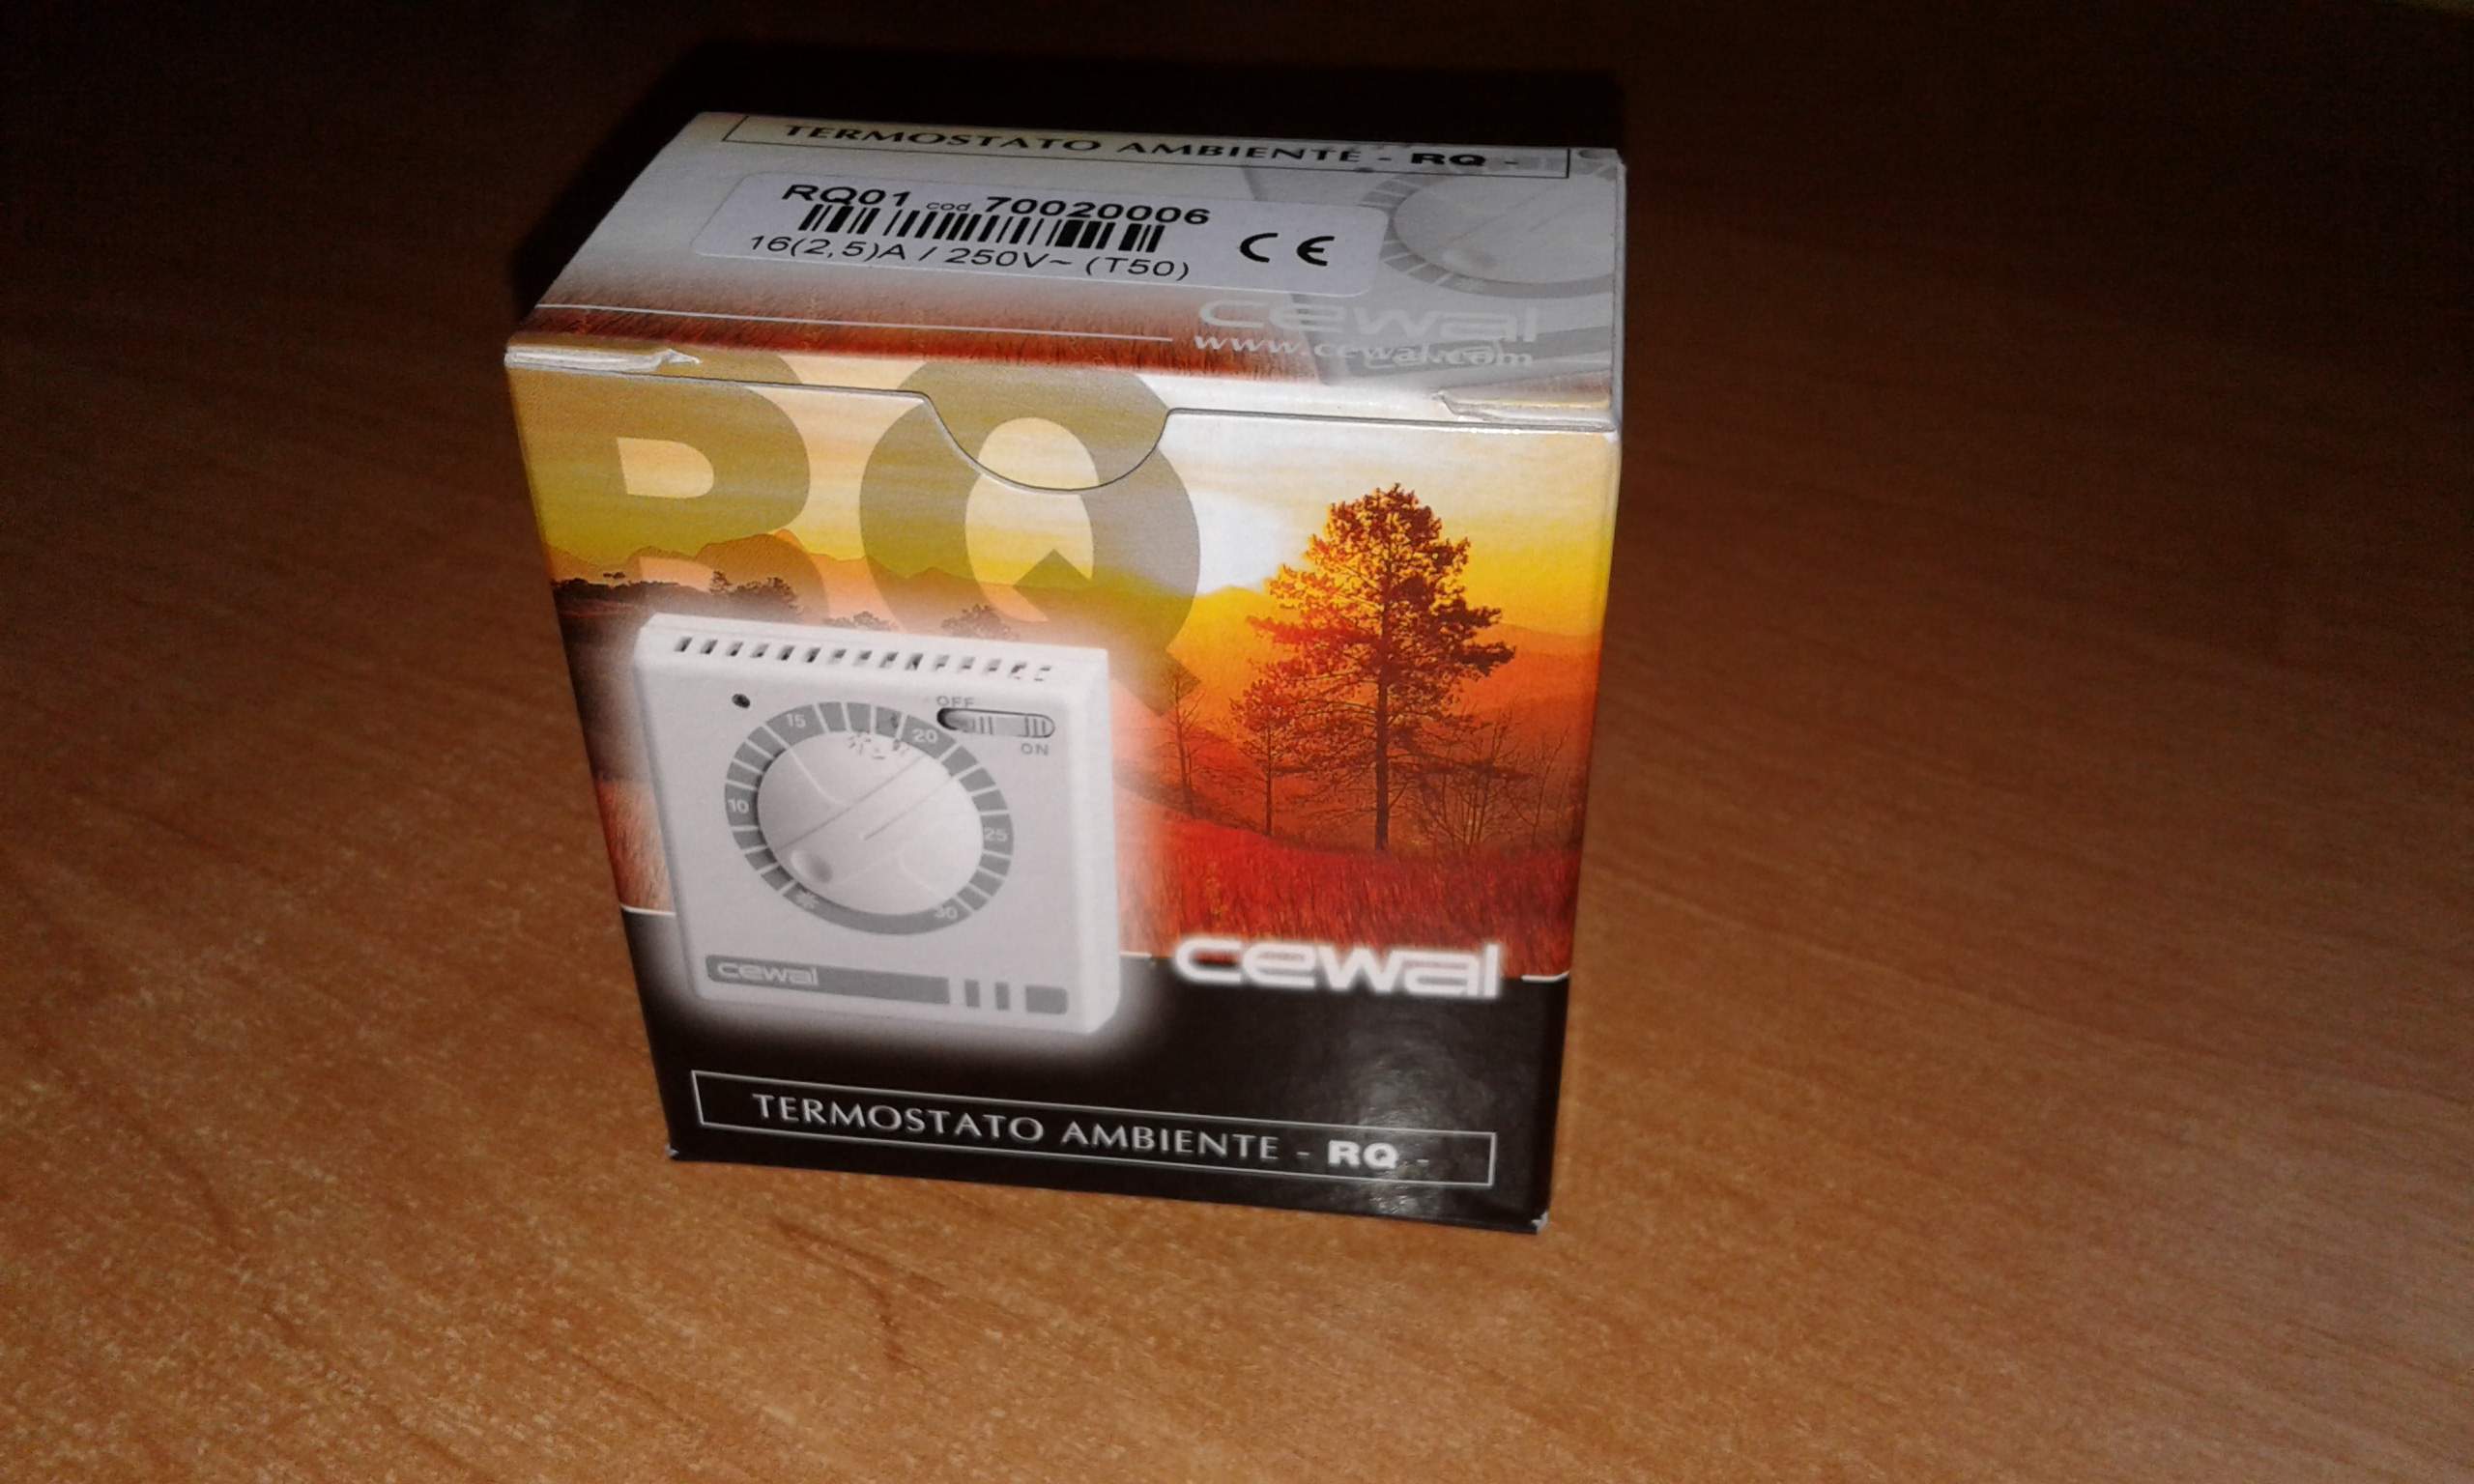 TERMOSTATO AMBIENTE - RQ -
RQ01 cod. 70020006
16(2,5)A / 250V~ (T50)
CE
cewal
www.cewal.com
RQ
OFF
ON
10
15
20
25
30
cewal
cewal
TERMOSTATO AMBIENTE - RQ -